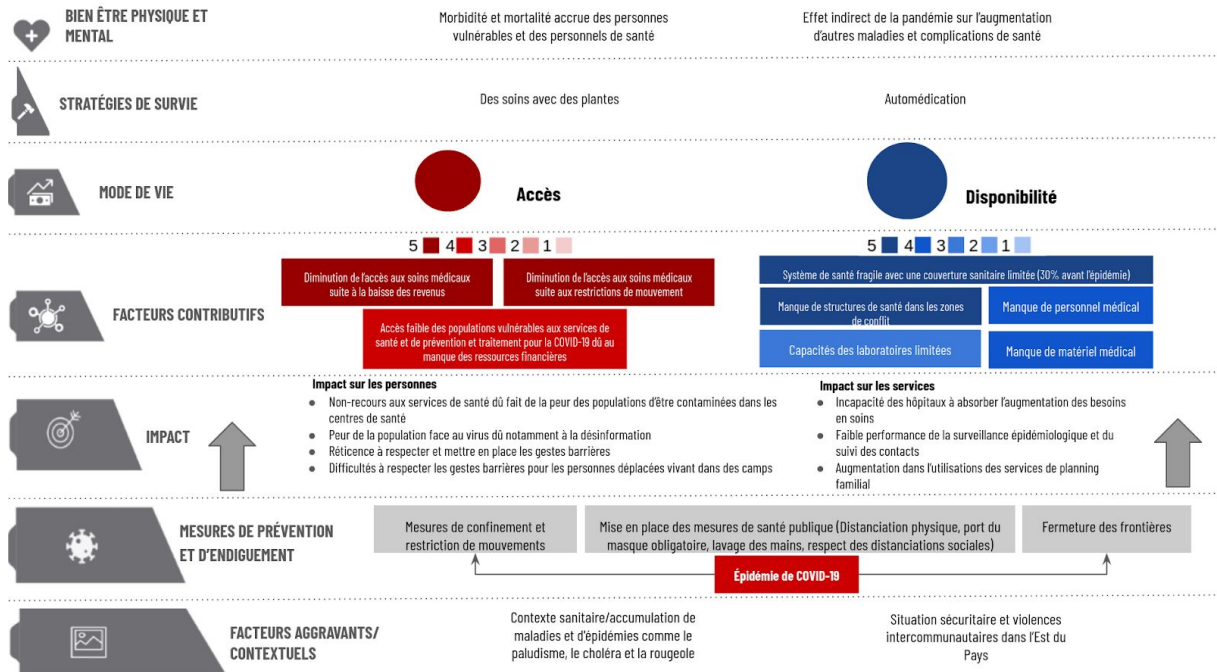 BIEN ÊTRE PHYSIQUE ET
MENTAL
Morbidité et mortalité accrue des personnes
vulnérables et des personnels de santé
Effet indirect de la pandémie sur l'augmentation
d'autres maladies et complications de santé
STRATÉGIES DE SURVIE
Des soins avec des plantes
Automédication
MODE DE VIE
Accès
Disponibilité
5 4 3 2 1
5 4 3 2 1
FACTEURS CONTRIBUTIFS
Diminution de l'accès aux soins médicaux
suite à la baisse des revenus
Diminution de l'accès aux soins médicaux
suite aux restrictions de mouvement
Accès faible des populations vulnérables aux services de
santé et de prévention et traitement pour la COVID-19 dû au
manque des ressources financières
Système de santé fragile avec une couverture sanitaire limitée (30% avant l'épidémie)
Manque de structures de santé dans les zones
de conflit
Manque de personnel médical
Capacités des laboratoires limitées
Manque de matériel médical
IMPACT
Impact sur les personnes
● Non-recours aux services de santé dû fait de la peur des populations d'être contaminées dans les
centres de santé
● Peur de la population face au virus dû notamment à la désinformation
● Réticence à respecter et mettre en place les gestes barrières
● Difficultés à respecter les gestes barrières pour les personnes déplacées vivant dans des camps
Impact sur les services
● Incapacité des hôpitaux à absorber l'augmentation des besoins
en soins
● Faible performance de la surveillance épidémiologique et du
suivi des contacts
● Augmentation dans l'utilisations des services de planning
familial
MESURES DE PRÉVENTION
ET D'ENDIGUEMENT
Mesures de confinement et
restriction de mouvements
Mise en place des mesures de santé publique (Distanciation physique, port du
masque obligatoire, lavage des mains, respect des distanciations sociales)
Fermeture des frontières
Épidémie de COVID-19
FACTEURS AGGRAVANTS/
CONTEXTUELS
Contexte sanitaire/accumulation de
maladies et d'épidémies comme le
paludisme, le choléra et la rougeole
Situation sécuritaire et violences
intercommunautaires dans l'Est du
Pays